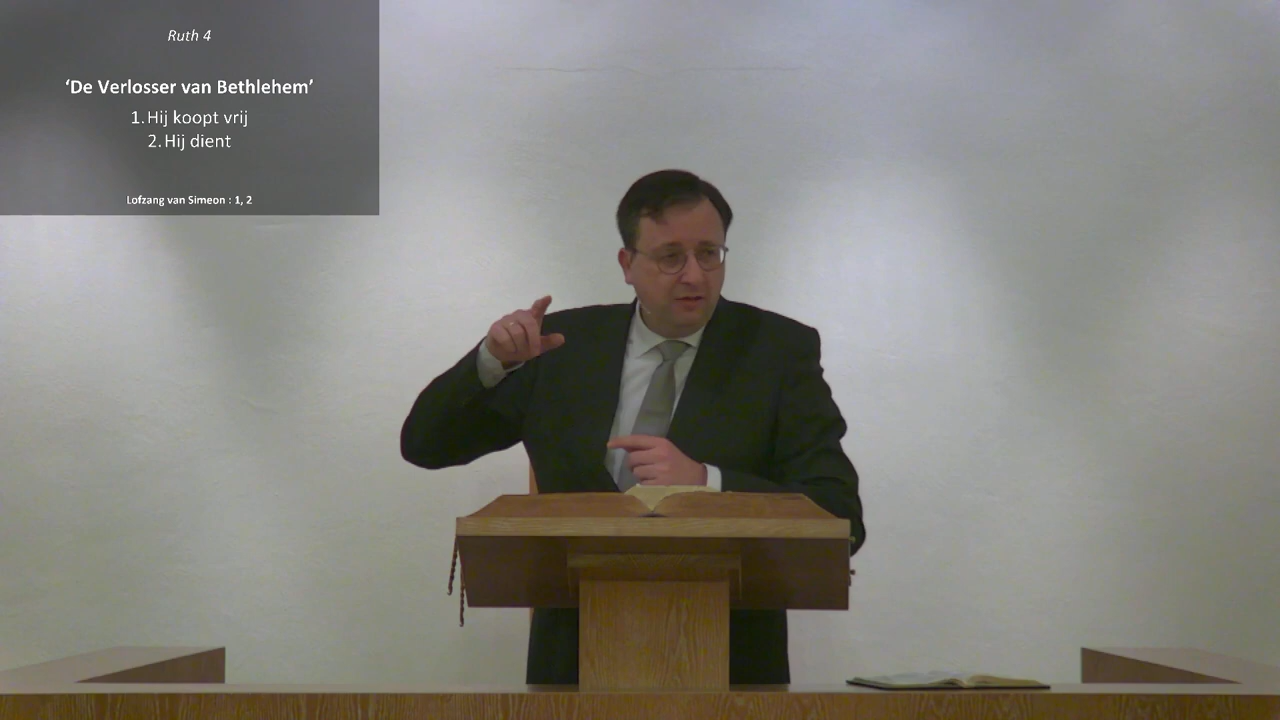 Ruth 4
‘De Verlosser van Bethlehem’
1. Hij koopt vrij
2. Hij dient
Lofzang van Simeon : 1, 2